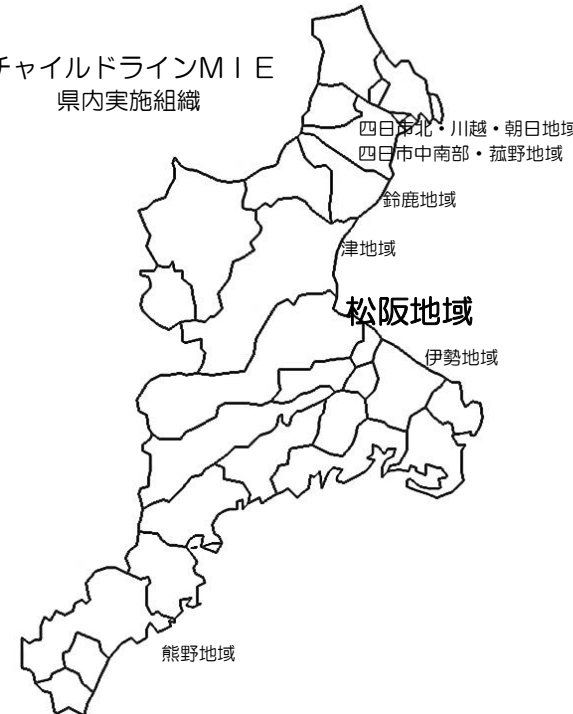 チャイルドラインMIE
県内実施組織
四日市北・川越・朝日地域
四日市中南部・菰野地域
鈴鹿地域
津地域
松阪地域
伊勢地域
熊野地域